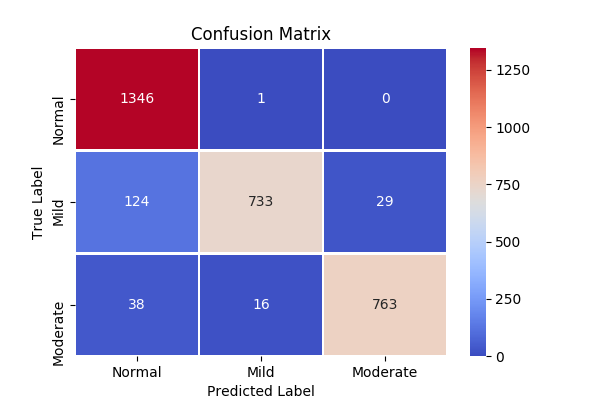 Confusion Matrix
True Label
Normal
1346 1 0
Mild
124 733 29
Moderate
38 16 763
Normal Mild Moderate
Predicted Label
1250
1000
750
500
250
0